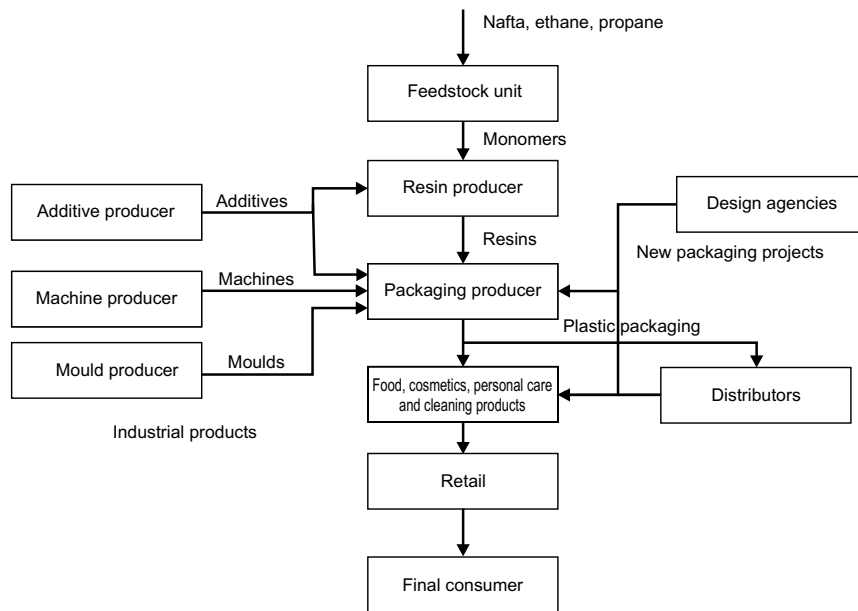 Nafta, ethane, propane
Feedstock unit
Monomers
Resin producer
Additive producer
Additives
Design agencies
Resins
New packaging projects
Machine producer
Machines
Packaging producer
Plastic packaging
Mould producer
Moulds
Food, cosmetics, personal care
and cleaning products
Distributors
Industrial products
Retail
Final consumer